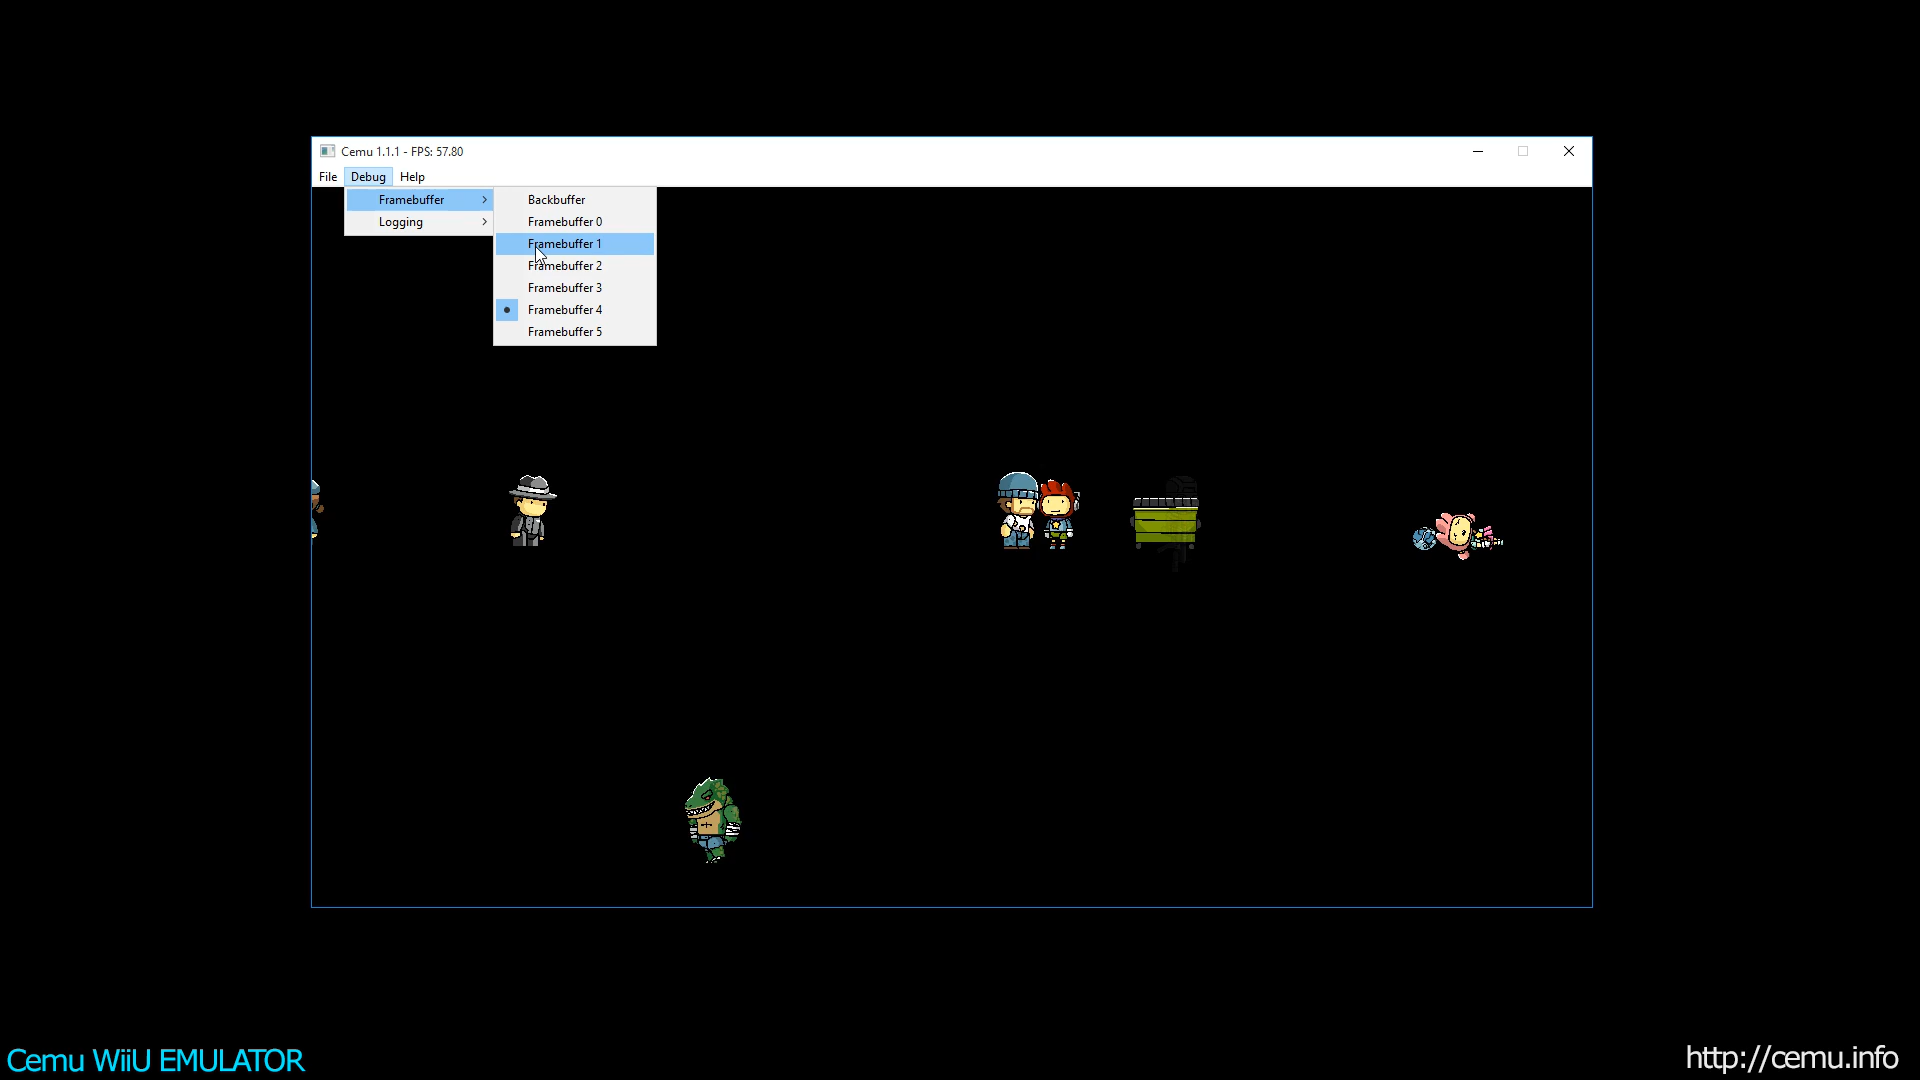 Cemu 1.1.1 - FPS: 57.80
File Debug Help
Framebuffer
Logging
Backbuffer
Framebuffer 0
Framebuffer 1
Framebuffer 2
Framebuffer 3
Framebuffer 4
Framebuffer 5
Cemu WiiU EMULATOR
http://cemu.info